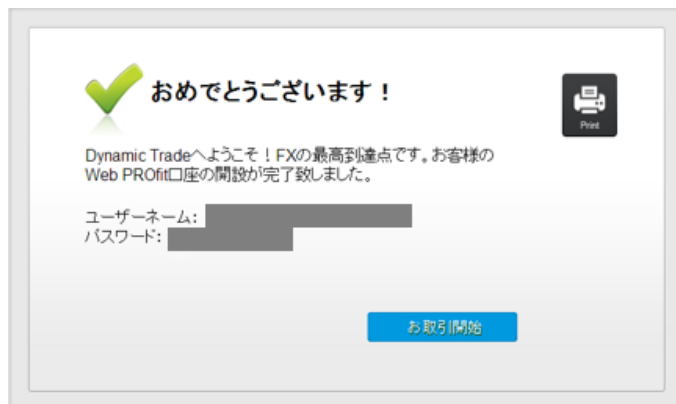 おめでとうございます！
Print
Dynamic Tradeへようこそ！FXの最高到達点です。お客様の
Web PROfit口座の開設が完了致しました。
ユーザーネーム:
パスワード:
お取引開始